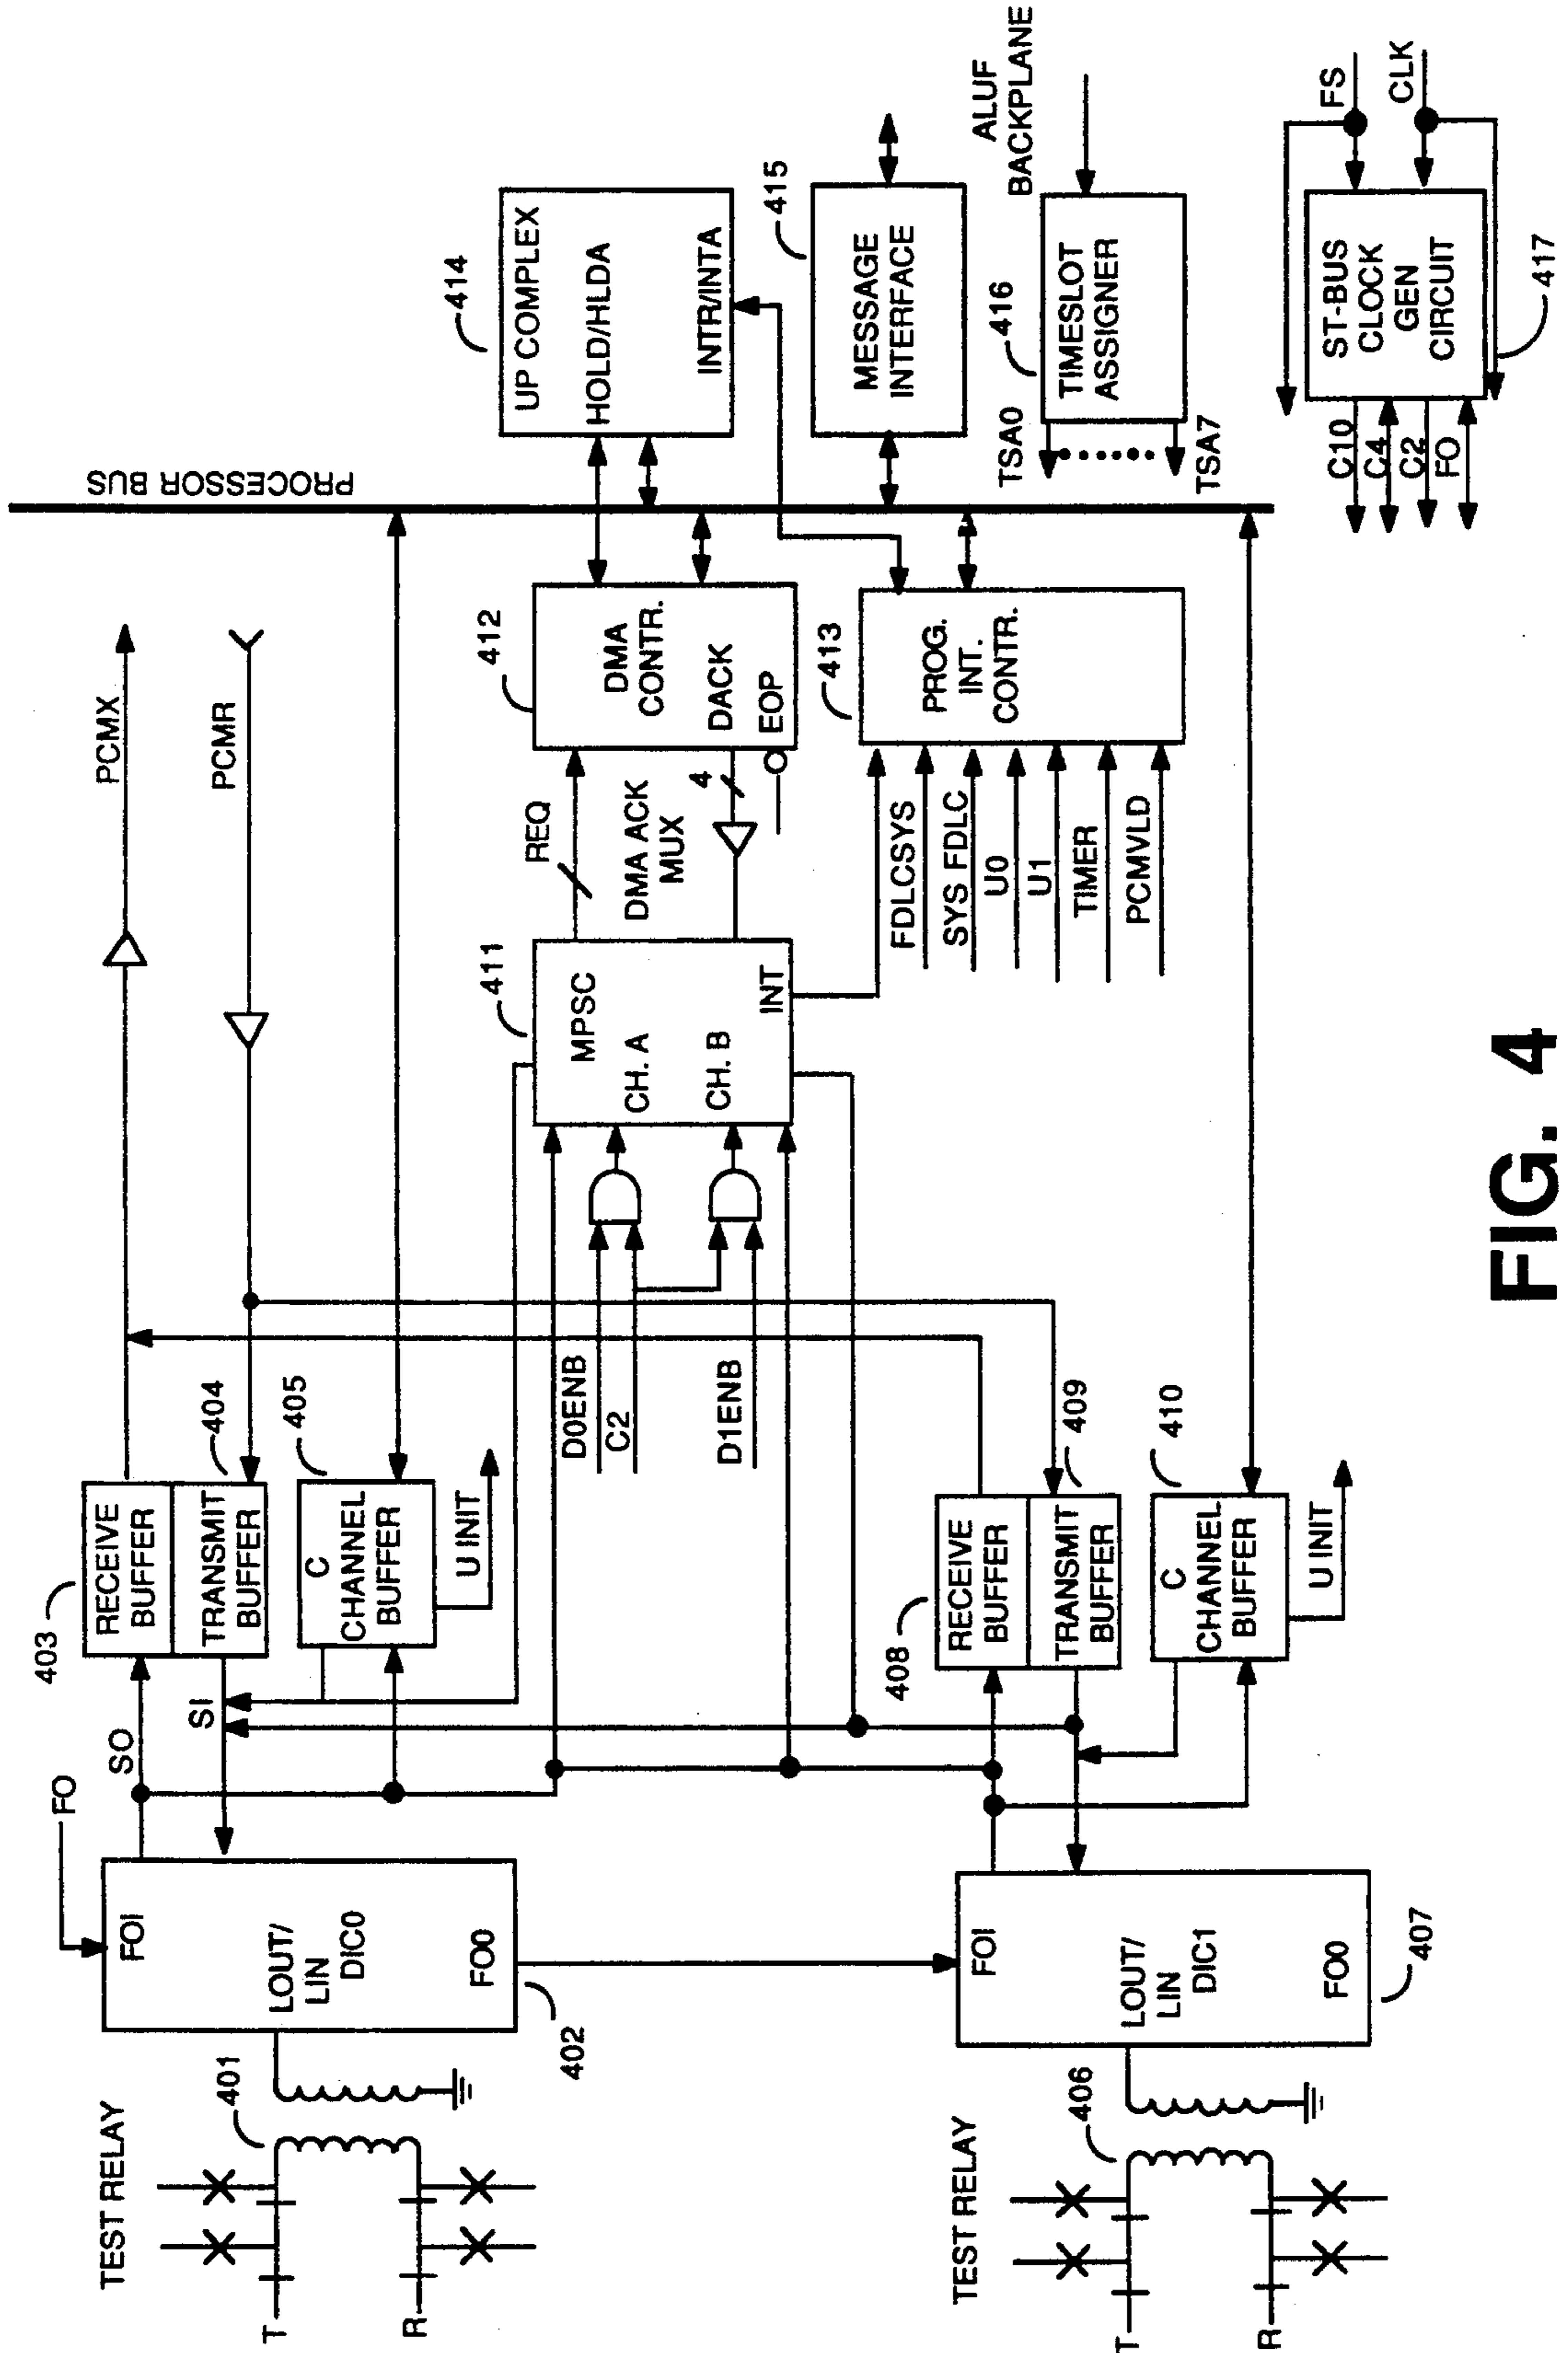 TEST RELAY
T
R
401
FO
FOI
LOUT/
LIN
DIC0
FO0
402
SO
SI
403
RECEIVE
BUFFER
TRANSMIT
BUFFER
404
405
C
CHANNEL
BUFFER
U INIT
PCMX
PCMR
PROCESSOR BUS
D0ENB
C2
D1ENB
411
MPSC
CH. A
CH. B
INT
REQ
DMA ACK
MUX
4
412
DMA
CONTR.
DACK
EOP
413
PROG.
INT.
CONTR.
FDLCSYS
SYS FDLC
U0
U1
TIMER
PCMVLD
414
UP COMPLEX
HOLD/HLDA
INTR/INTA
415
MESSAGE
INTERFACE
416
TIMESLOT
ASSIGNER
TSA0
TSA7
ALUF
BACKPLANE
FS
CLK
ST-BUS
CLOCK
GEN
CIRCUIT
417
C10
C4
C2
FO
TEST RELAY
T
R
406
FOI
LOUT/
LIN
DIC1
FO0
407
408
RECEIVE
BUFFER
TRANSMIT
BUFFER
409
410
C
CHANNEL
BUFFER
U INIT
FIG. 4